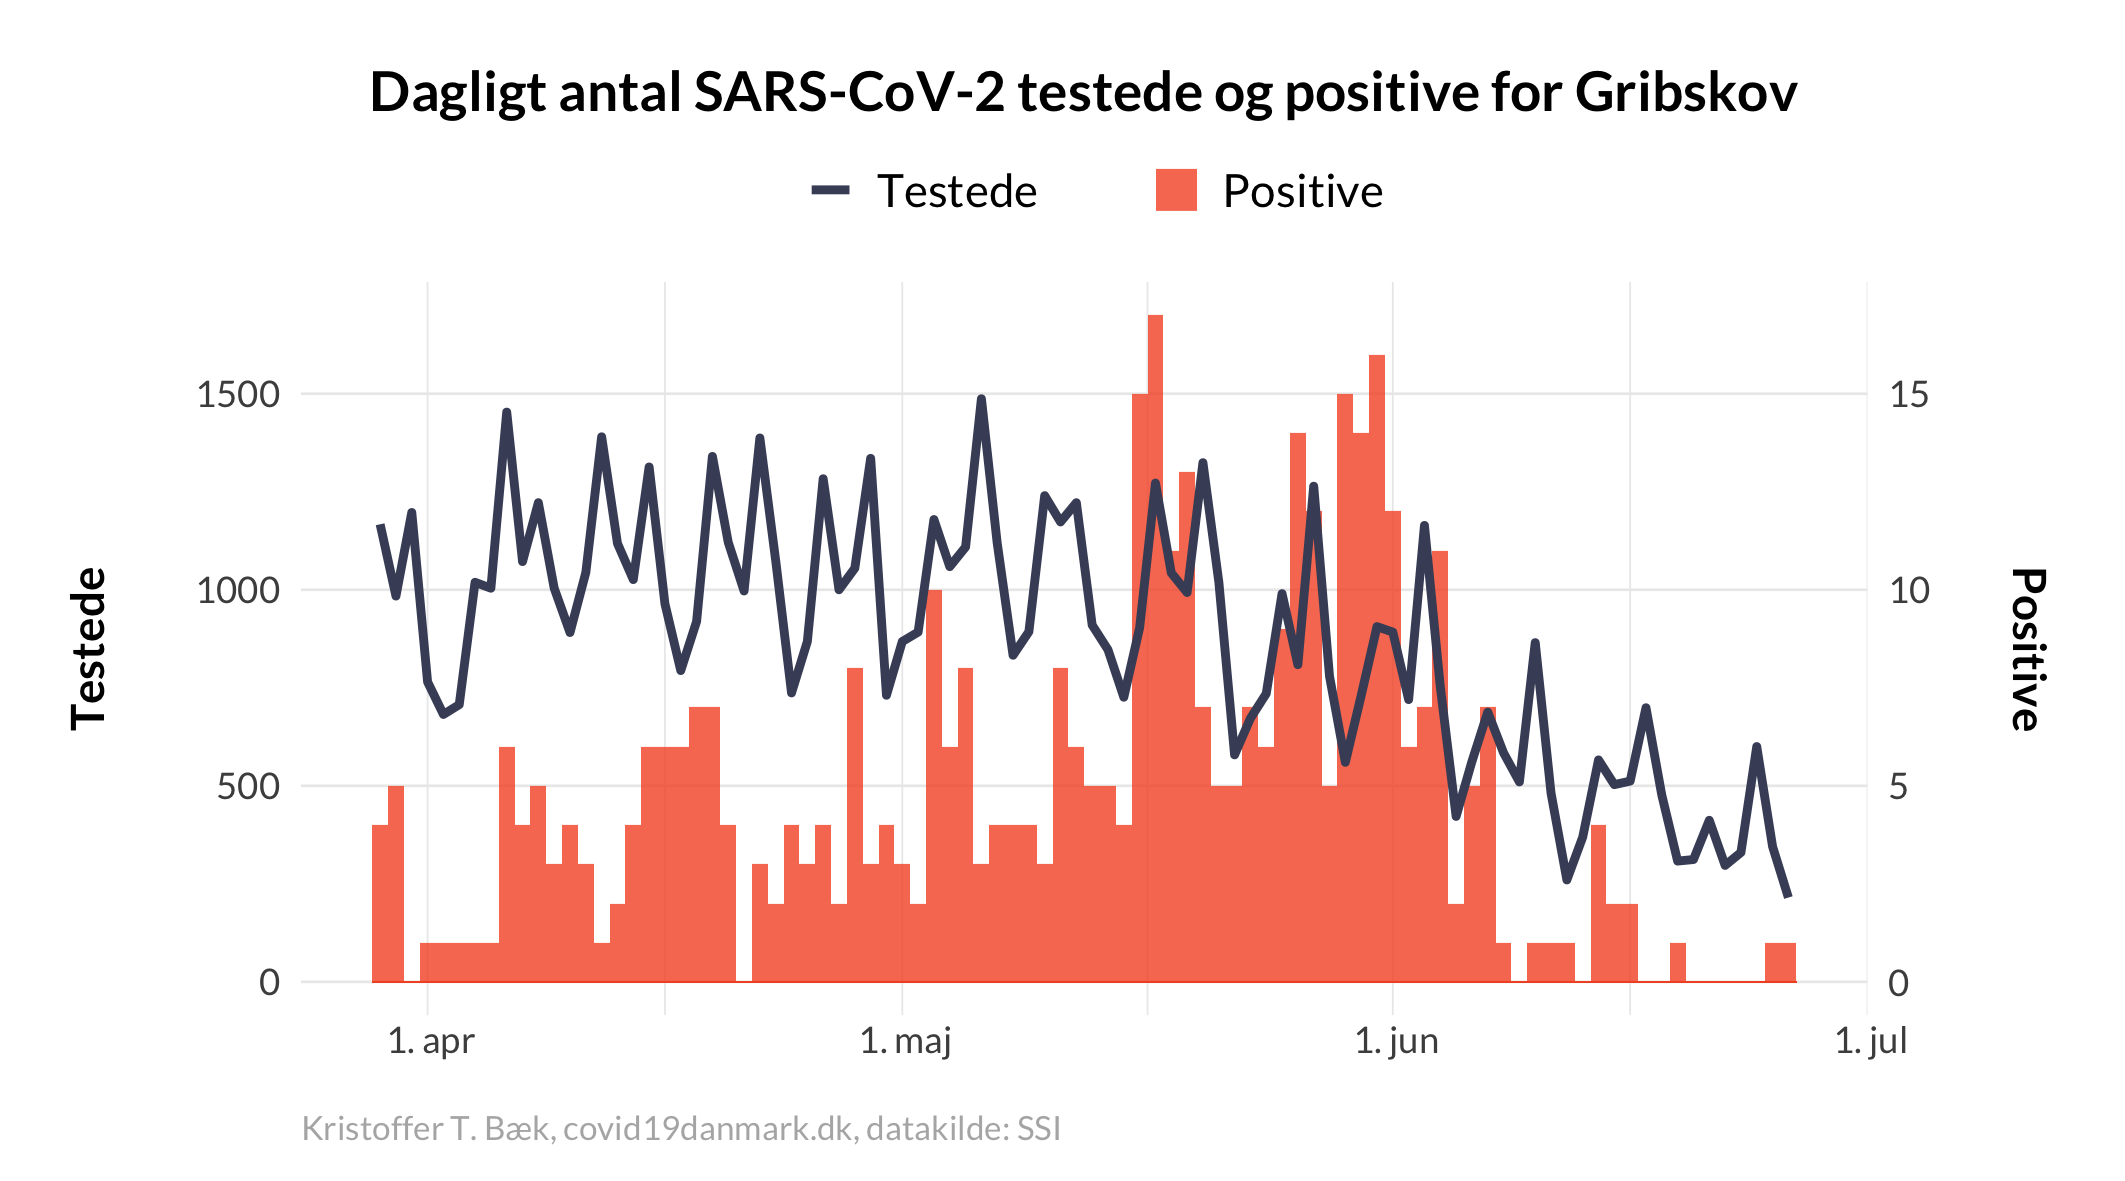 Dagligt antal SARS-CoV-2 testede og positive for Gribskov
Testede Positive
Testede
1500
1000
500
0
15
10
5
0
Positive
1. apr 1. maj 1. jun 1. jul
Kristoffer T. Bæk, covid19danmark.dk, datakilde: SSI